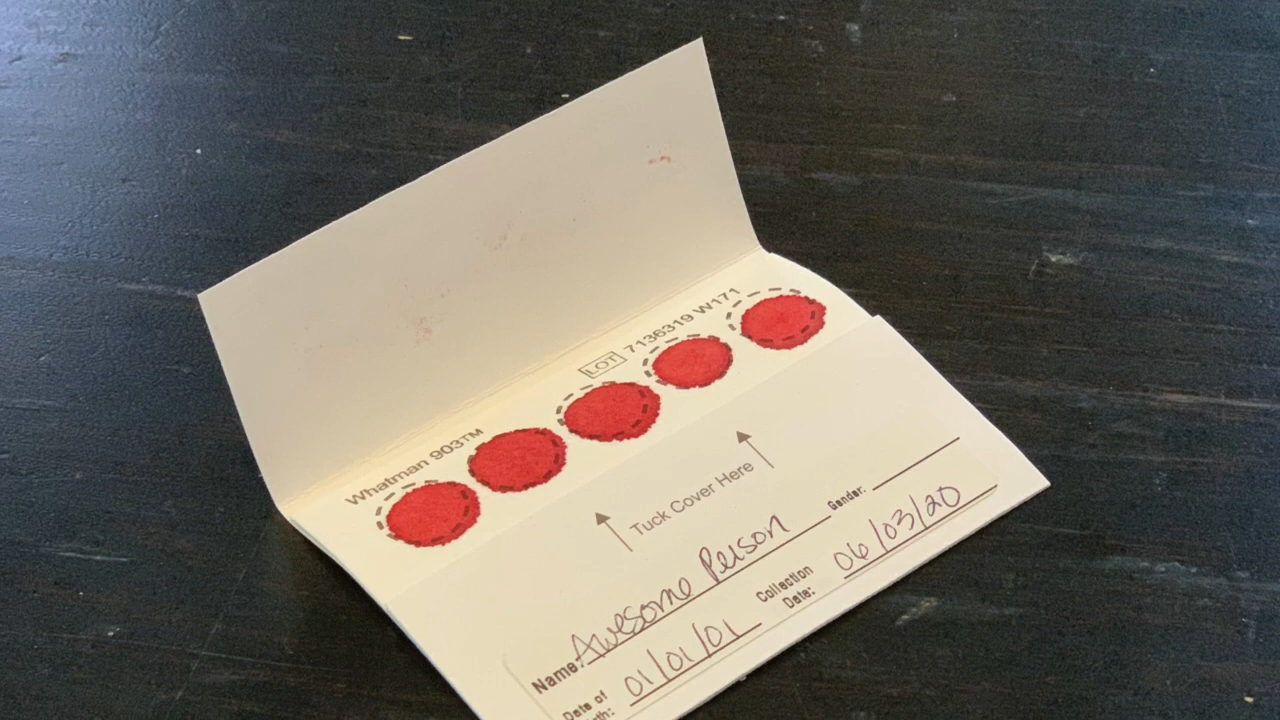 Whatman 903™ LOT 7136319 W171
Tuck Cover Here
Name: Awesome Person Gender:
Date of 01/01/01 Collection Date: 06/03/20